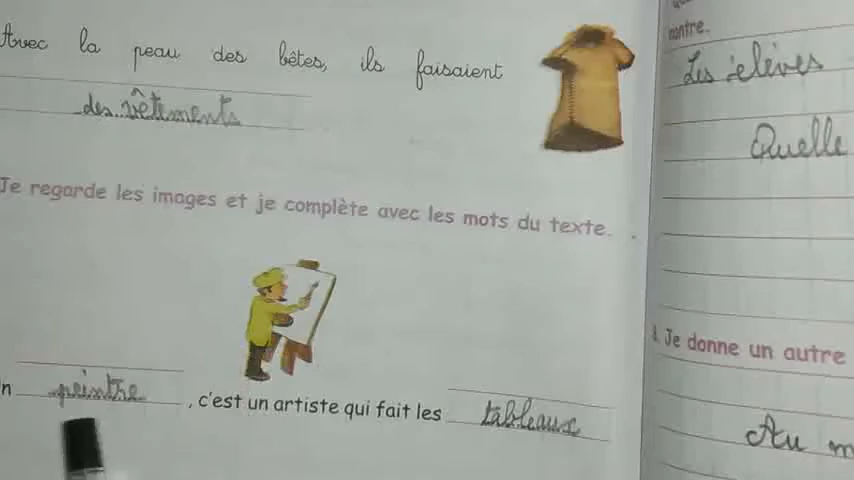 Avec la peau des bêtes, ils faisaient
des vêtements
Je regarde les images et je complète avec les mots du texte.
n peintre, c'est un artiste qui fait les tableaux
montre.
Les élèves
Quelle
Je donne un autre
Au m